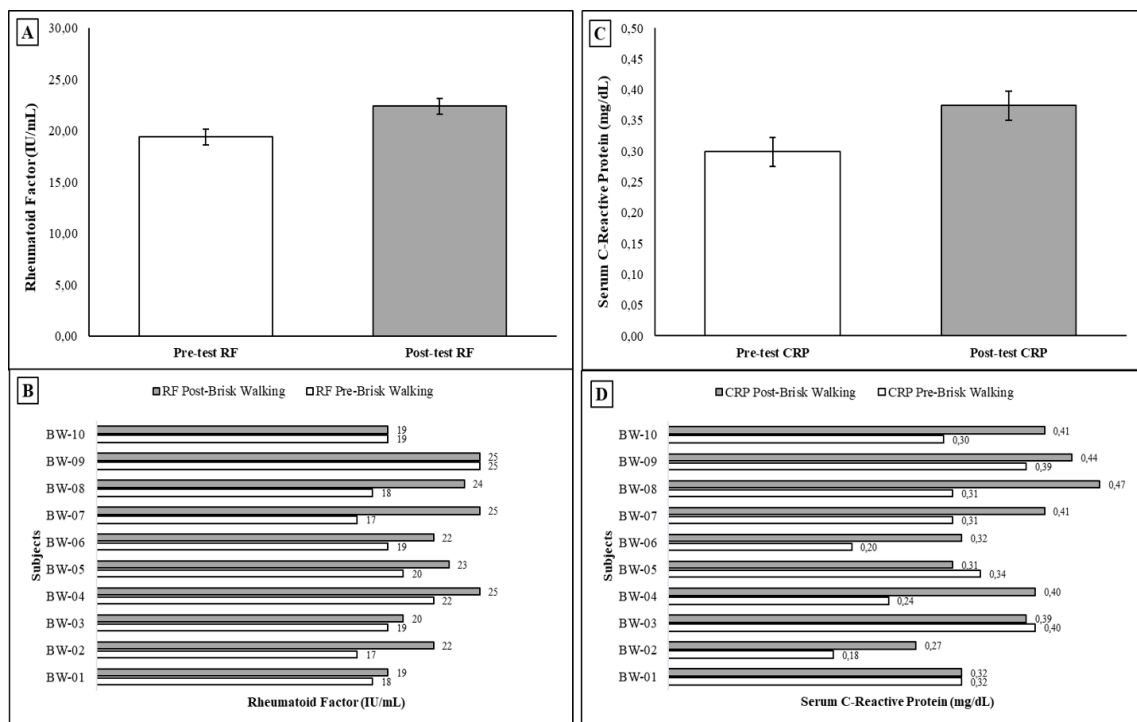 A
30,00
25,00
20,00
15,00
10,00
5,00
0,00
Rheumatoid Factor (IU/mL)
Pre-test RF
Post-test RF
C
0,50
0,45
0,40
0,35
0,30
0,25
0,20
0,15
0,10
0,05
0,00
Serum C-Reactive Protein (mg/dL)
Pre-test CRP
Post-test CRP
B
RF Post-Brisk Walking
RF Pre-Brisk Walking
Subjects
BW-10
19
19
BW-09
25
25
BW-08
24
18
BW-07
25
17
BW-06
22
19
BW-05
23
20
BW-04
25
22
BW-03
20
19
BW-02
22
17
BW-01
19
18
Rheumatoid Factor (IU/mL)
D
CRP Post-Brisk Walking
CRP Pre-Brisk Walking
Subjects
BW-10
0,41
0,30
BW-09
0,44
0,39
BW-08
0,47
0,31
BW-07
0,41
0,31
BW-06
0,32
0,20
BW-05
0,31
0,34
BW-04
0,40
0,24
BW-03
0,39
0,40
BW-02
0,27
0,18
BW-01
0,32
0,32
Serum C-Reactive Protein (mg/dL)